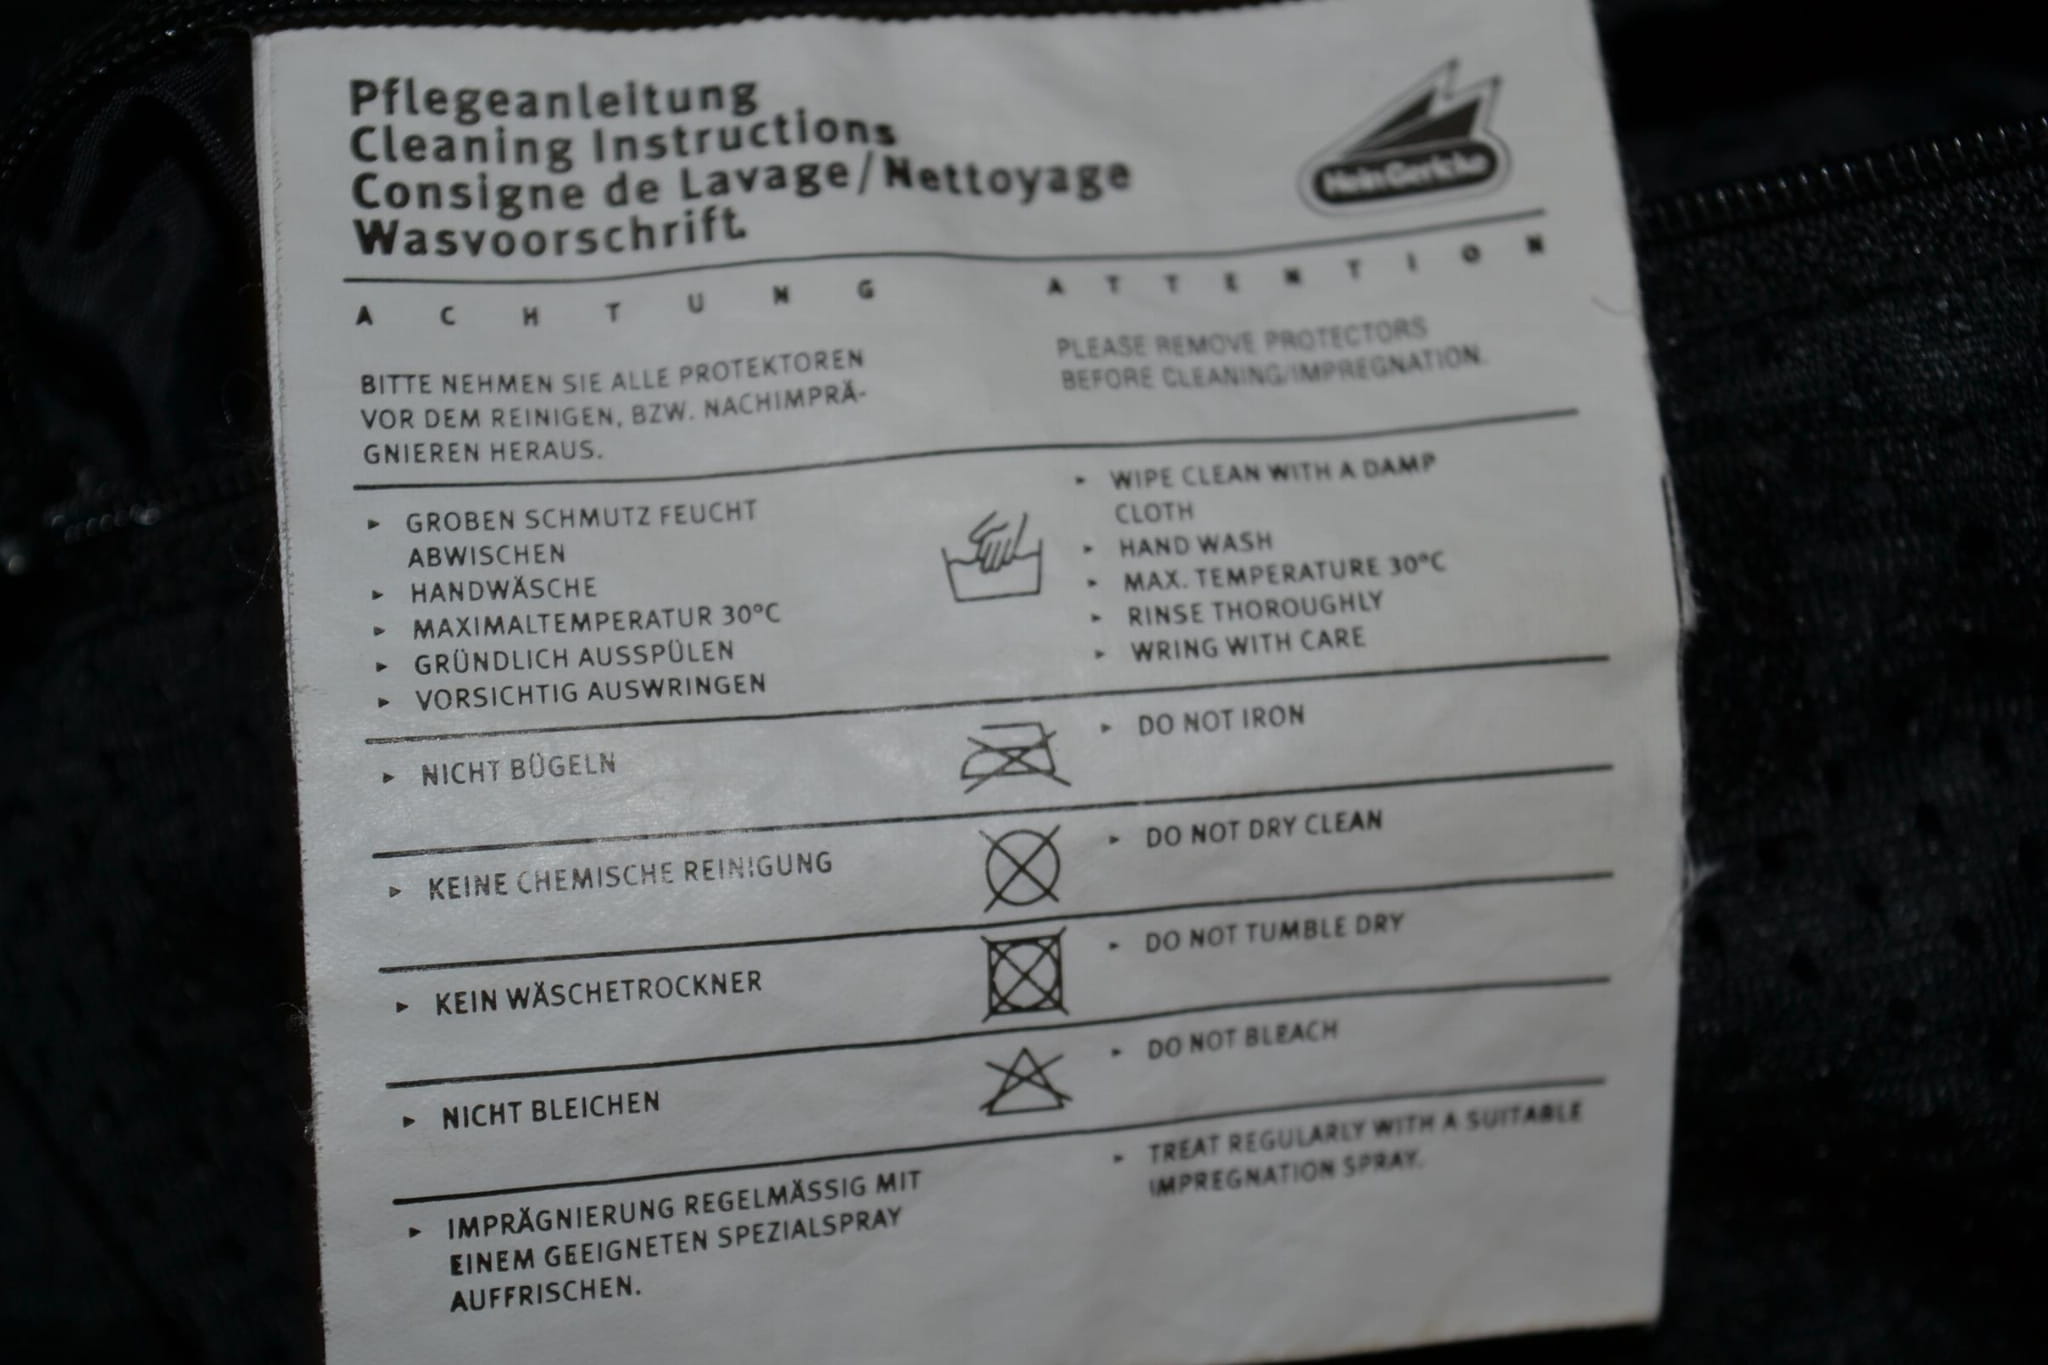 Pflegeanleitung
Cleaning Instructions
Consigne de Lavage/Nettoyage
Wasvoorschrift.
Hein Gericke
ACHTUNG
BITTE NEHMEN SIE ALLE PROTEKTOREN
VOR DEM REINIGEN, BZW. NACHIMPRÄ-
GNIEREN HERAUS.
ATTENTION
PLEASE REMOVE PROTECTORS
BEFORE CLEANING/IMPREGNATION.
▸ GROBEN SCHMUTZ FEUCHT
ABWISCHEN
▸ HANDWÄSCHE
▸ MAXIMALTEMPERATUR 30°C
▸ GRÜNDLICH AUSSPÜLEN
▸ VORSICHTIG AUSWRINGEN
▸ WIPE CLEAN WITH A DAMP
CLOTH
▸ HAND WASH
▸ MAX. TEMPERATURE 30°C
▸ RINSE THOROUGHLY
▸ WRING WITH CARE
▸ NICHT BÜGELN
▸ DO NOT IRON
▸ KEINE CHEMISCHE REINIGUNG
▸ DO NOT DRY CLEAN
▸ KEIN WÄSCHETROCKNER
▸ DO NOT TUMBLE DRY
▸ NICHT BLEICHEN
▸ DO NOT BLEACH
▸ IMPRÄGNIERUNG REGELMÄSSIG MIT
EINEM GEEIGNETEN SPEZIALSPRAY
AUFFRISCHEN.
▸ TREAT REGULARLY WITH A SUITABLE
IMPREGNATION SPRAY.